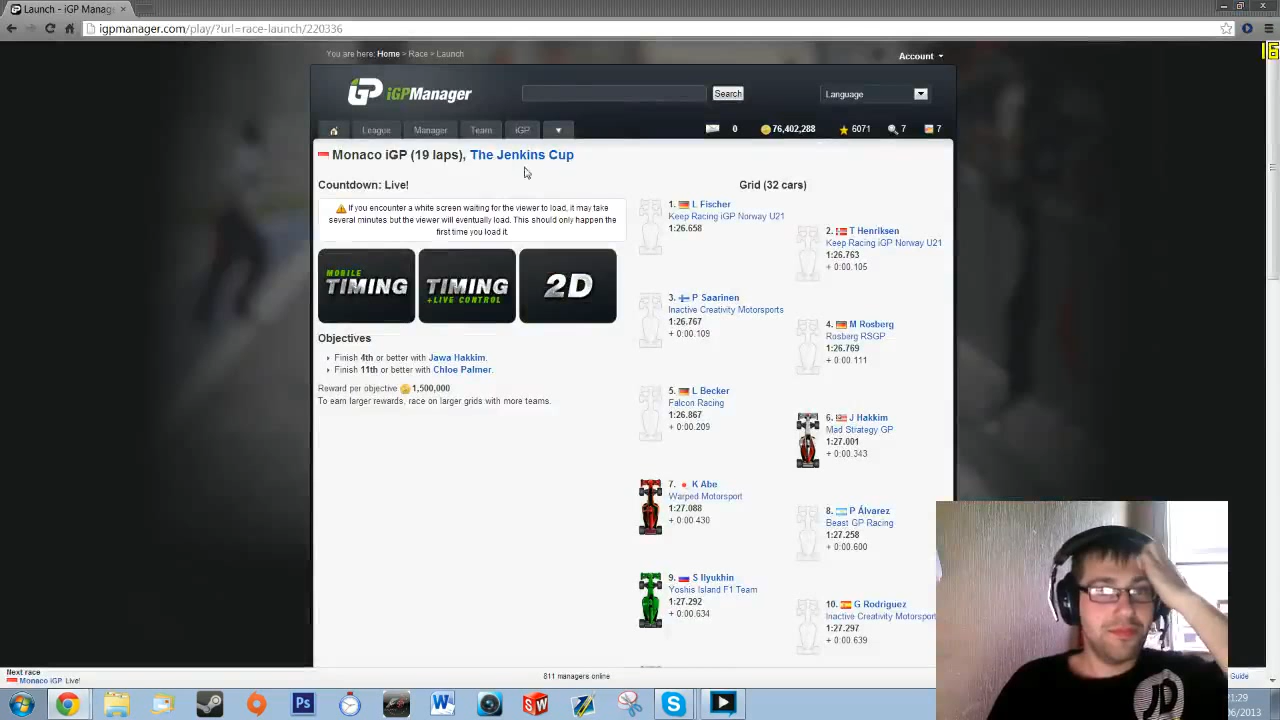 Launch - iGP Manag
igpmanager.com/play/?url=race-launch/220336
16
You are here: Home > Race > Launch
Account
iGPManager
Search
Language
League
Manager
Team
iGP
0
76,402,288
6071
7
7
Monaco iGP (19 laps), The Jenkins Cup
Countdown: Live!
If you encounter a white screen waiting for the viewer to load, it may take
several minutes but the viewer will eventually load. This should only happen the
first time you load it.
MOBILE
TIMING
TIMING
+LIVE CONTROL
2D
Objectives
Finish 4th or better with Jawa Hakkim.
Finish 11th or better with Chloe Palmer.
Reward per objective 1,500,000
To earn larger rewards, race on larger grids with more teams.
Grid (32 cars)
1. L Fischer
Keep Racing iGP Norway U21
1:26.658
2. T Henriksen
Keep Racing iGP Norway U21
1:26.763
+ 0:00.105
3. P Saarinen
Inactive Creativity Motorsports
1:26.767
+ 0:00.109
4. M Rosberg
Rosberg RSGP
1:26.769
+ 0:00.111
5. L Becker
Falcon Racing
1:26.867
+ 0:00.209
6. J Hakkim
Mad Strategy GP
1:27.001
+ 0:00.343
7. K Abe
Warped Motorsport
1:27.088
+ 0:00.430
8. P Álvarez
Beast GP Racing
1:27.258
+ 0:00.600
9. S Ilyukhin
Yoshis Island F1 Team
1:27.292
+ 0:00.634
10. G Rodriguez
Inactive Creativity Motorsport
1:27.297
+ 0:00.639
Next race
Monaco iGP Live!
811 managers online
Guide
Ps
W
SW
S
21:29
06/2013